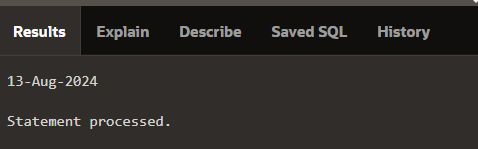 Results Explain Describe Saved SQL History
13-Aug-2024
Statement processed.